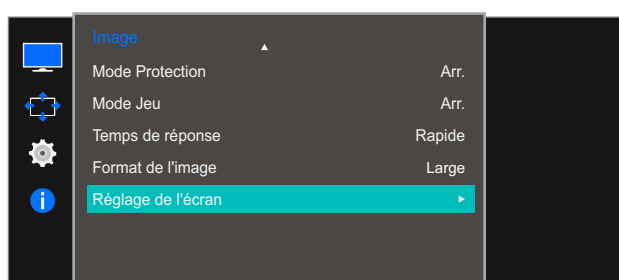 Image
Mode Protection Arr.
Mode Jeu Arr.
Temps de réponse Rapide
Format de l'image Large
Réglage de l'écran